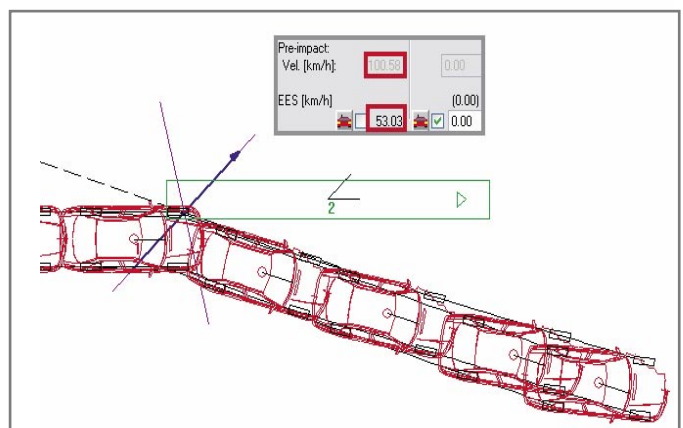 Pre-impact:
Vel. [km/h]: 100.58 0.00
EES [km/h] (0.00)
53.03 0.00
2